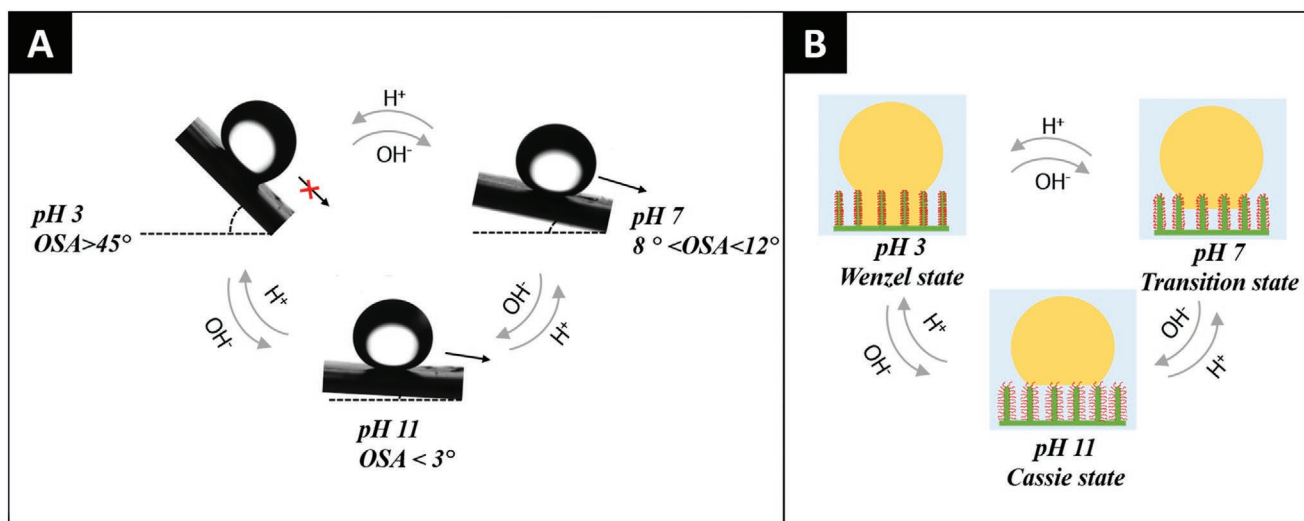 A
H⁺
OH⁻
pH 3
OSA>45°
pH 7
8 ° <OSA<12°
H⁺
OH⁻
OH⁻
H⁺
pH 11
OSA < 3°
B
H⁺
OH⁻
pH 3
Wenzel state
pH 7
Transition state
H⁺
OH⁻
OH⁻
H⁺
pH 11
Cassie state